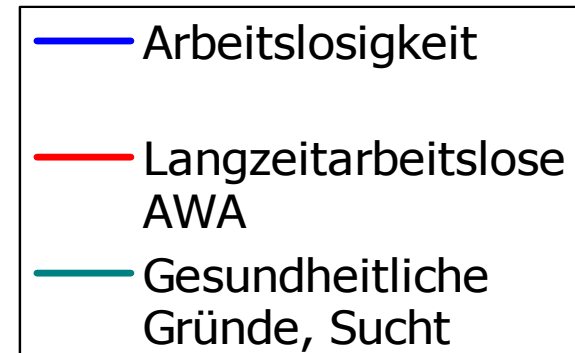 Arbeitslosigkeit
Langzeitarbeitslose
AWA
Gesundheitliche
Gründe, Sucht